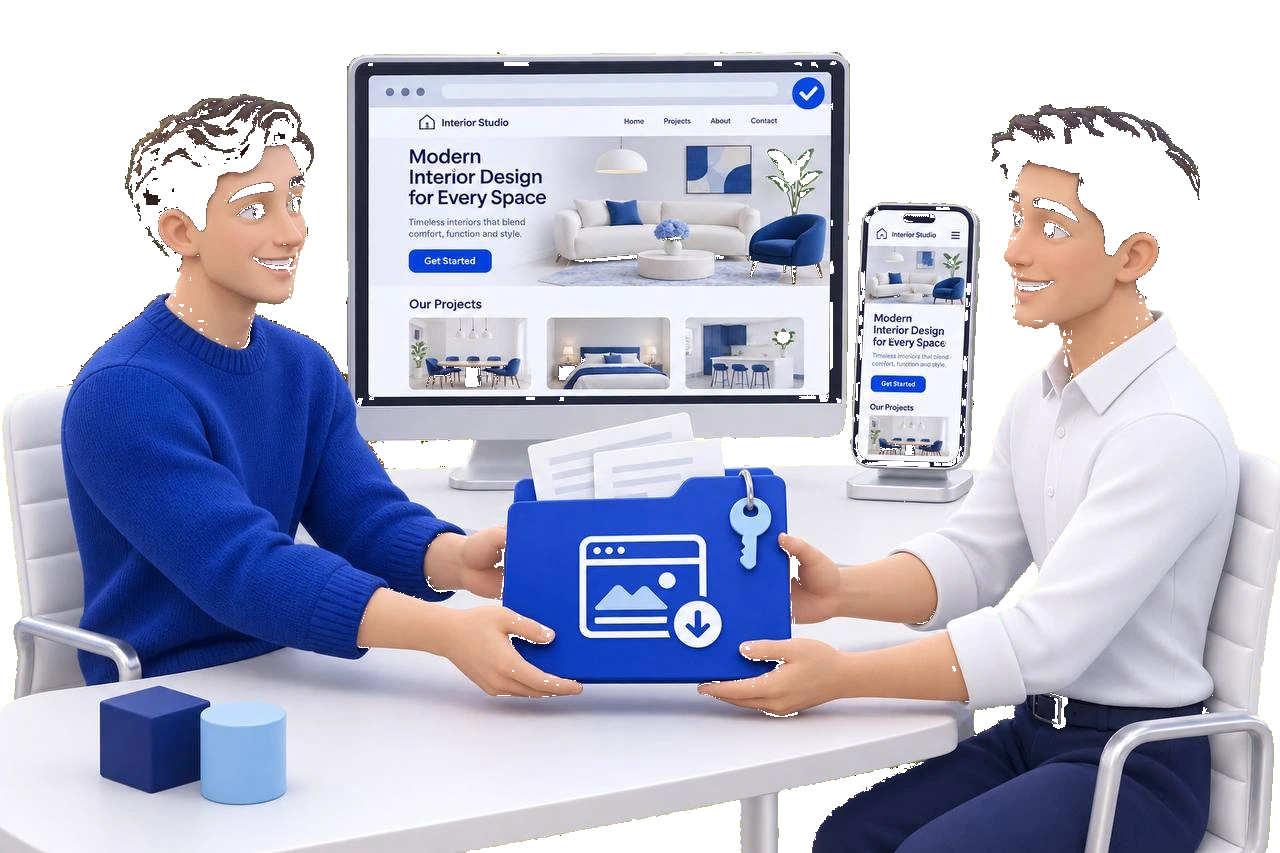 Interior Studio
Home Projects About Contact
Modern
Interior Design
for Every Space
Timeless interiors that blend
comfort, function and style.
Get Started
Our Projects
Interior Studio
Modern
Interior Design
for Every Space
Timeless interiors that blend
comfort, function and style.
Get Started
Our Projects